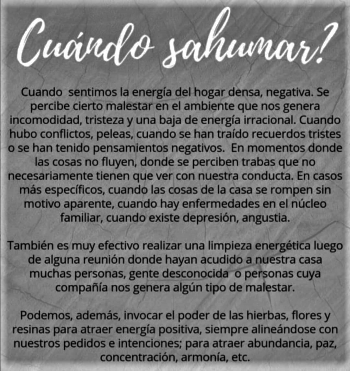 Cuándo sahumar?
Cuando sentimos la energía del hogar densa, negativa. Se
percibe cierto malestar en el ambiente que nos genera
incomodidad, tristeza y una baja de energía irracional. Cuando
hubo conflictos, peleas, cuando se han traído recuerdos tristes
o se han tenido pensamientos negativos. En momentos donde
las cosas no fluyen, donde se perciben trabas que no
necesariamente tienen que ver con nuestra conducta. En casos
más específicos, cuando las cosas de la casa se rompen sin
motivo aparente, cuando hay enfermedades en el núcleo
familiar, cuando existe depresión, angustia.
También es muy efectivo realizar una limpieza energética luego
de alguna reunión donde hayan acudido a nuestra casa
muchas personas, gente desconocida o personas cuya
compañía nos genera algún tipo de malestar.
Podemos, además, invocar el poder de las hierbas, flores y
resinas para atraer energía positiva, siempre alineándose con
nuestros pedidos e intenciones; para atraer abundancia, paz,
concentración, armonía, etc.